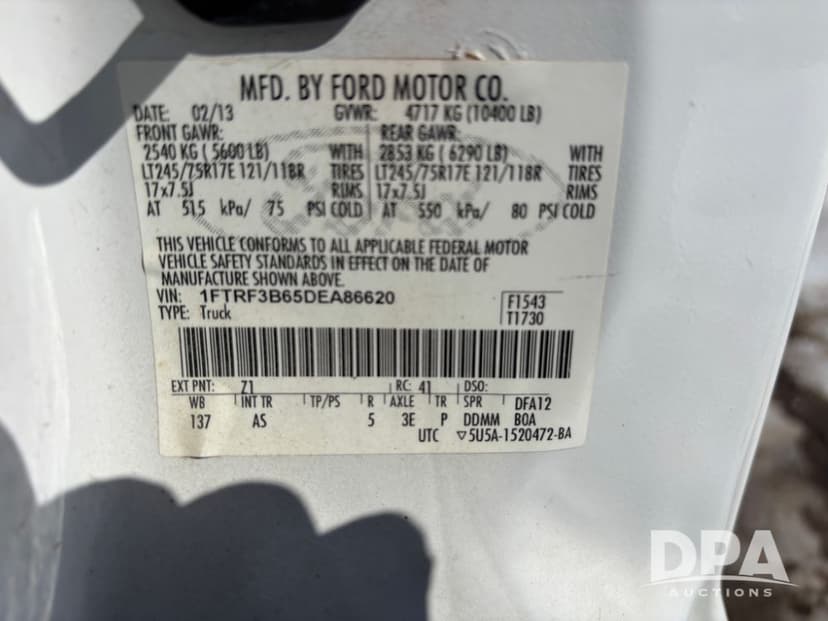 MFD. BY FORD MOTOR CO.
DATE: 02/13 GVWR: 4717 KG (10400 LB)
FRONT GAWR: REAR GAWR:
2540 KG ( 5600 LB) WITH 2853 KG ( 6290 LB) WITH
LT245/75R17E 121/118R TIRES LT245/75R17E 121/118R TIRES
17x7.5J RIMS 17x7.5J RIMS
AT 515 kPa/ 75 PSI COLD AT 550 kPa/ 80 PSI COLD
THIS VEHICLE CONFORMS TO ALL APPLICABLE FEDERAL MOTOR
VEHICLE SAFETY STANDARDS IN EFFECT ON THE DATE OF
MANUFACTURE SHOWN ABOVE.
VIN: 1FTRF3B65DEA86620 F1543
TYPE: Truck T1730
EXT PNT: Z1 RC: 41 DSO:
WB INT TR TP/PS R AXLE TR SPR DFA12
137 AS 5 3E P DDMM B0A
UTC ▽5U5A-1520472-BA
DPA
AUCTIONS